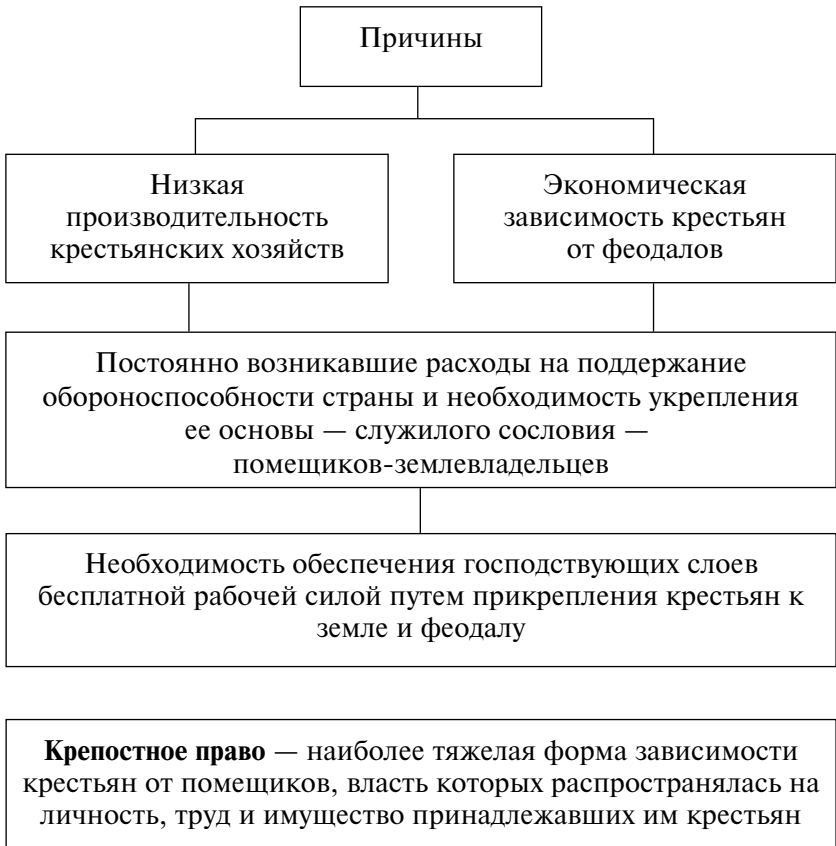 Причины
Низкая
производительность
крестьянских хозяйств
Экономическая
зависимость крестьян
от феодалов
Постоянно возникавшие расходы на поддержание
обороноспособности страны и необходимость укрепления
ее основы — служилого сословия —
помещиков-землевладельцев
Необходимость обеспечения господствующих слоев
бесплатной рабочей силой путем прикрепления крестьян к
земле и феодалу
Крепостное право — наиболее тяжелая форма зависимости
крестьян от помещиков, власть которых распространялась на
личность, труд и имущество принадлежавших им крестьян